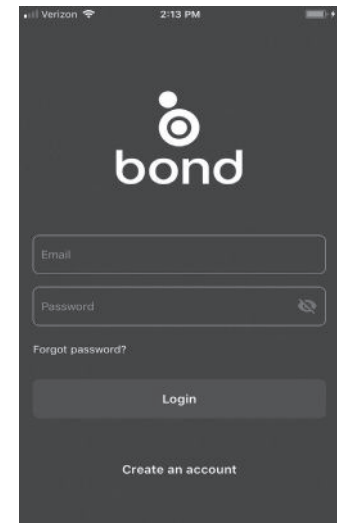 Verizon 2:13 PM
bond
Email
Password
Forgot password?
Login
Create an account